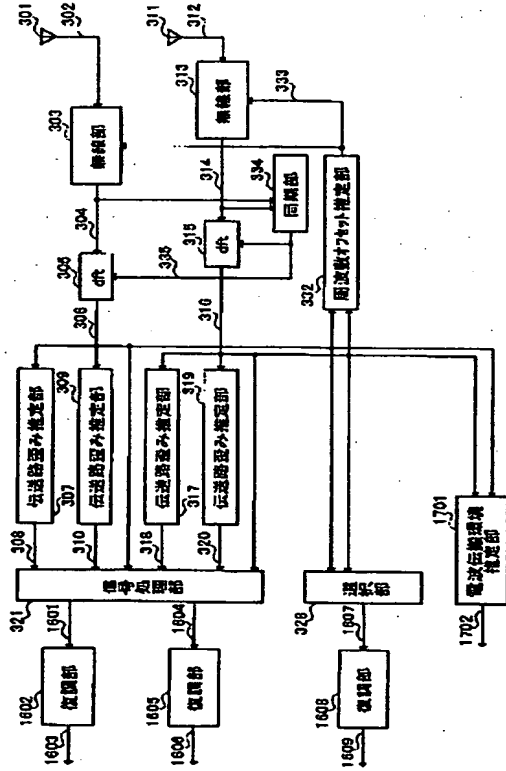 301
302
303
無線部
304
305
dft
306
307
伝送路歪み推定部
308
309
伝送路歪み推定部
310
311
312
313
無線部
314
315
dft
316
317
伝送路歪み推定部
318
319
伝送路歪み推定部
320
321
信号処理部
328
選択部
332
周波数オフセット推定部
333
334
同期部
335
1601
1602
復調部
1603
1604
1605
復調部
1606
1607
1608
復調部
1609
1701
電波伝搬環境
推定部
1702